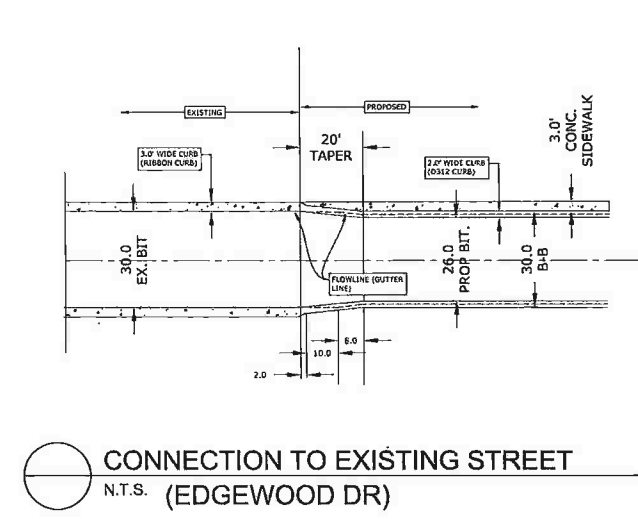 EXISTING
PROPOSED
20'
TAPER
3.0'
CONC.
SIDEWALK
3.0' WIDE CURB
(RIBBON CURB)
2.0' WIDE CURB
(D312 CURB)
30.0
EX. BIT
26.0
PROP BIT.
30.0
B-B
FLOWLINE (GUTTER
LINE)
6.0
10.0
2.0
CONNECTION TO EXISTING STREET
N.T.S. (EDGEWOOD DR)